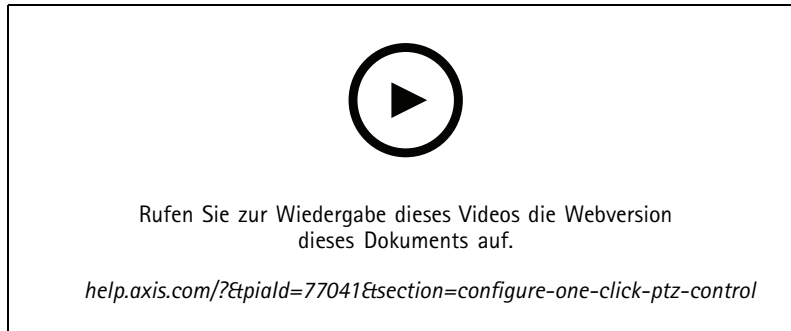 Rufen Sie zur Wiedergabe dieses Videos die Webversion
dieses Dokuments auf.
help.axis.com/?&piaId=77041&section=configure-one-click-ptz-control